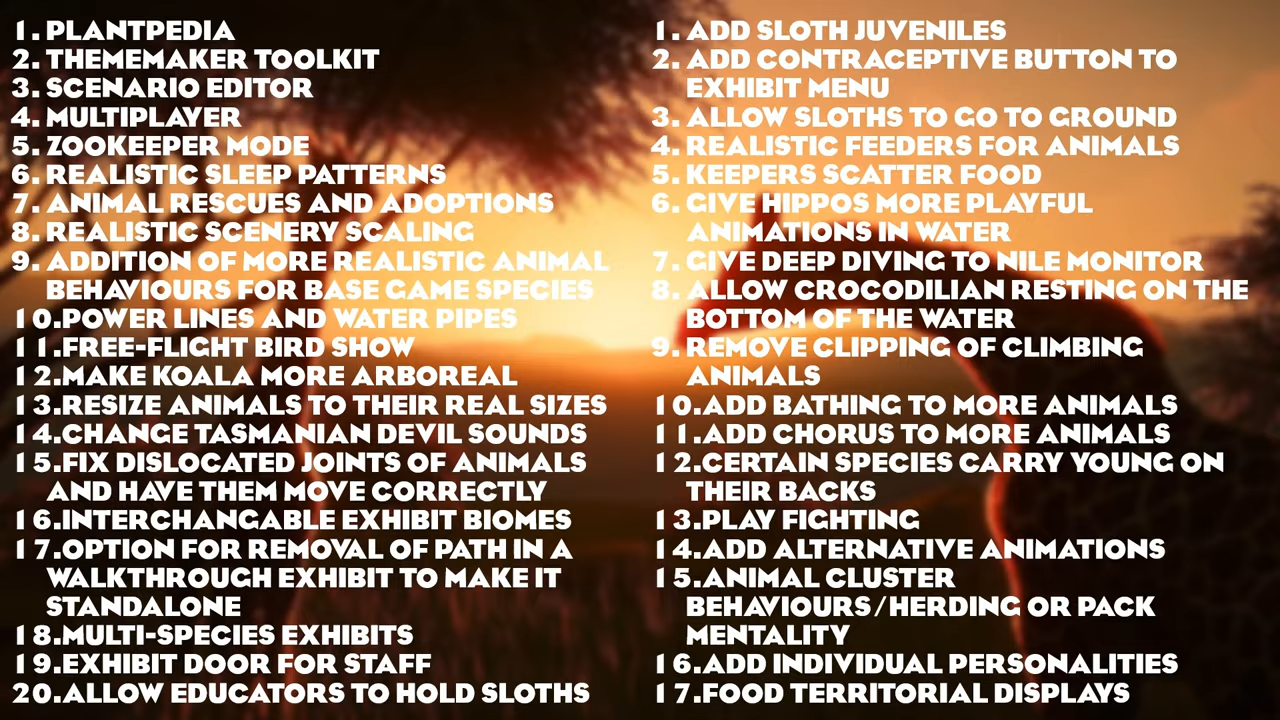 1. PLANTPEDIA
2. THEMEMAKER TOOLKIT
3. SCENARIO EDITOR
4. MULTIPLAYER
5. ZOOKEEPER MODE
6. REALISTIC SLEEP PATTERNS
7. ANIMAL RESCUES AND ADOPTIONS
8. REALISTIC SCENERY SCALING
9. ADDITION OF MORE REALISTIC ANIMAL
BEHAVIOURS FOR BASE GAME SPECIES
10.POWER LINES AND WATER PIPES
11.FREE-FLIGHT BIRD SHOW
12.MAKE KOALA MORE ARBOREAL
13.RESIZE ANIMALS TO THEIR REAL SIZES
14.CHANGE TASMANIAN DEVIL SOUNDS
15.FIX DISLOCATED JOINTS OF ANIMALS
AND HAVE THEM MOVE CORRECTLY
16.INTERCHANGABLE EXHIBIT BIOMES
17.OPTION FOR REMOVAL OF PATH IN A
WALKTHROUGH EXHIBIT TO MAKE IT
STANDALONE
18.MULTI-SPECIES EXHIBITS
19.EXHIBIT DOOR FOR STAFF
20.ALLOW EDUCATORS TO HOLD SLOTHS
1. ADD SLOTH JUVENILES
2. ADD CONTRACEPTIVE BUTTON TO
EXHIBIT MENU
3. ALLOW SLOTHS TO GO TO GROUND
4. REALISTIC FEEDERS FOR ANIMALS
5. KEEPERS SCATTER FOOD
6. GIVE HIPPOS MORE PLAYFUL
ANIMATIONS IN WATER
7. GIVE DEEP DIVING TO NILE MONITOR
8. ALLOW CROCODILIAN RESTING ON THE
BOTTOM OF THE WATER
9. REMOVE CLIPPING OF CLIMBING
ANIMALS
10.ADD BATHING TO MORE ANIMALS
11.ADD CHORUS TO MORE ANIMALS
12.CERTAIN SPECIES CARRY YOUNG ON
THEIR BACKS
13.PLAY FIGHTING
14.ADD ALTERNATIVE ANIMATIONS
15.ANIMAL CLUSTER
BEHAVIOURS/HERDING OR PACK
MENTALITY
16.ADD INDIVIDUAL PERSONALITIES
17.FOOD TERRITORIAL DISPLAYS